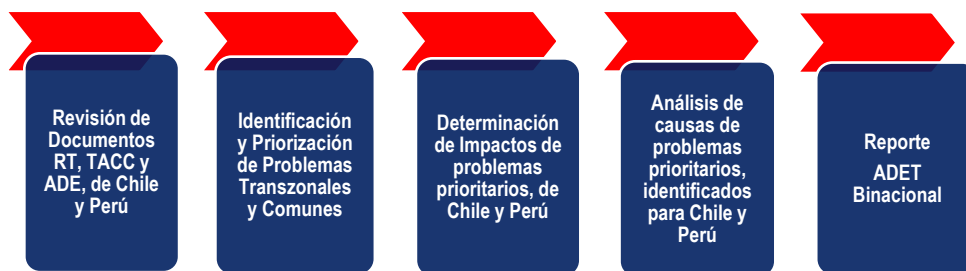 Revisión de
Documentos
RT, TACC y
ADE, de Chile
y Perú
Identificación
y Priorización
de Problemas
Transzonales
y Comunes
Determinación
de Impactos de
problemas
prioritarios, de
Chile y Perú
Análisis de
causas de
problemas
prioritarios,
identificados
para Chile y
Perú
Reporte
ADET
Binacional